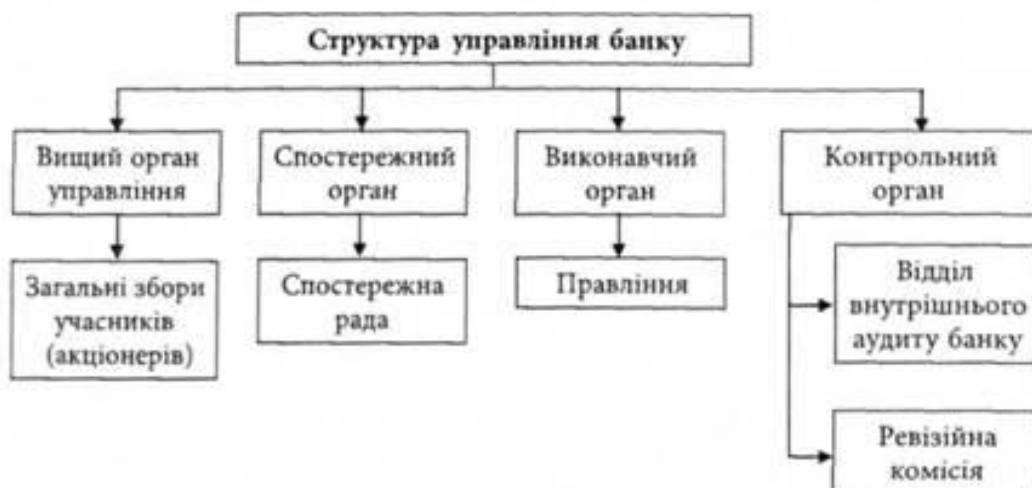 Структура управління банку
Вищий орган
управління
Спостережний
орган
Виконавчий
орган
Контрольний
орган
Загальні збори
учасників
(акціонерів)
Спостережна
рада
Правління
Відділ
внутрішнього
аудиту банку
Ревізійна
комісія